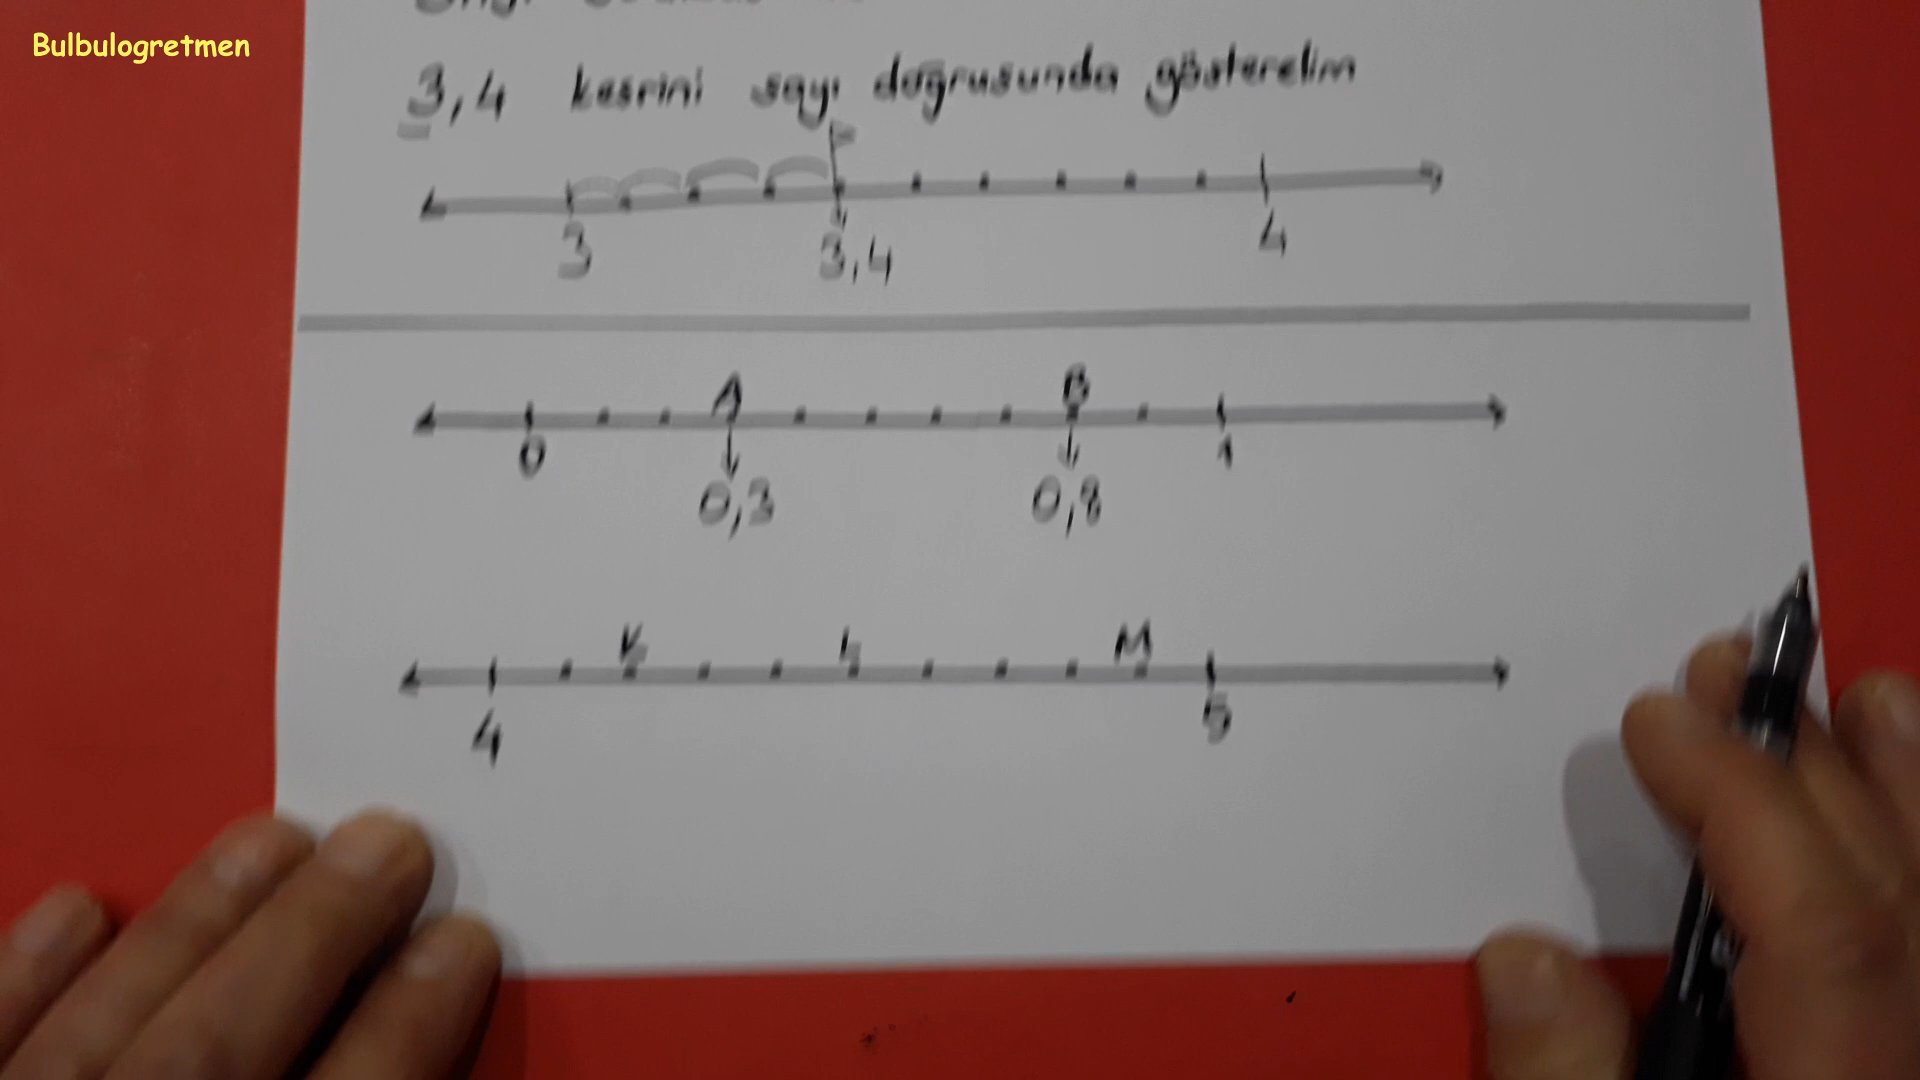 Bulbulogretmen
3,4 kesrini sayı doğrusunda gösterelim
3 3,4 4
A B
0 1
0,3 0,8
K L M
4 5